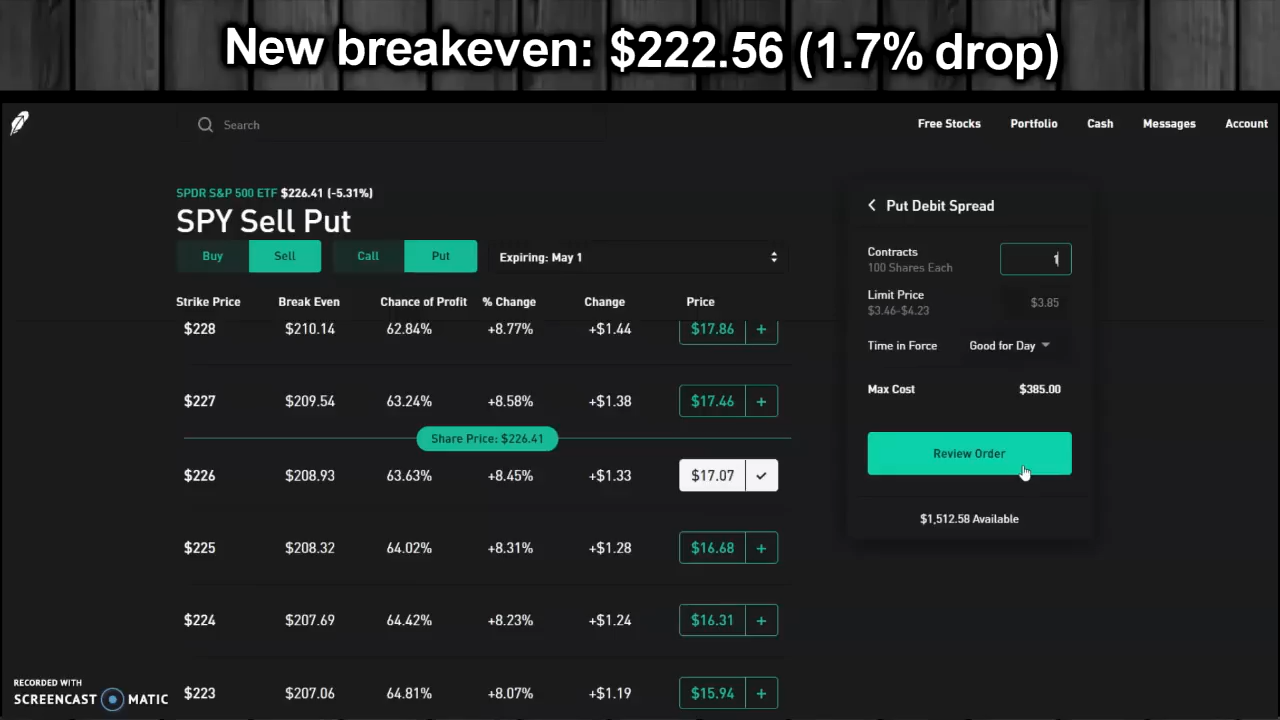 New breakeven: $222.56 (1.7% drop)
Search
Free Stocks Portfolio Cash Messages Account
SPDR S&P 500 ETF $226.41 (-5.31%)
SPY Sell Put
Buy Sell Call Put Expiring: May 1
Strike Price Break Even Chance of Profit % Change Change Price
$228 $210.14 62.84% +8.77% +$1.44 $17.86 +
$227 $209.54 63.24% +8.58% +$1.38 $17.46 +
Share Price: $226.41
$226 $208.93 63.63% +8.45% +$1.33 $17.07
$225 $208.32 64.02% +8.31% +$1.28 $16.68 +
$224 $207.69 64.42% +8.23% +$1.24 $16.31 +
$223 $207.06 64.81% +8.07% +$1.19 $15.94 +
Put Debit Spread
Contracts 1
100 Shares Each
Limit Price $3.85
$3.46-$4.23
Time in Force Good for Day
Max Cost $385.00
Review Order
$1,512.58 Available
RECORDED WITH
SCREENCAST MATIC